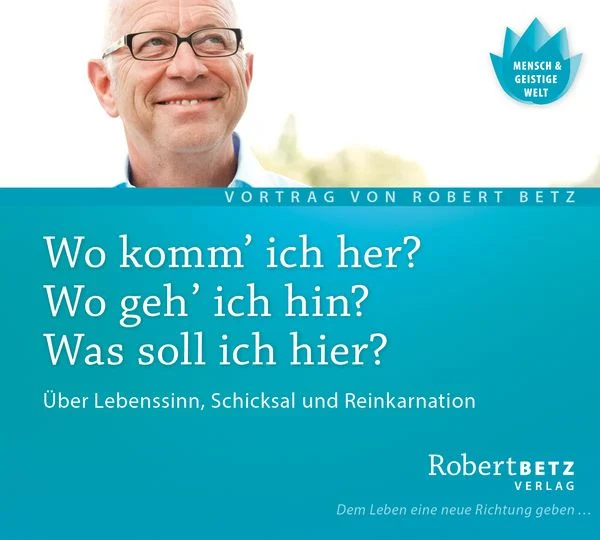 MENSCH &
GEISTIGE
WELT
VORTRAG VON ROBERT BETZ
Wo komm’ ich her?
Wo geh’ ich hin?
Was soll ich hier?
Über Lebenssinn, Schicksal und Reinkarnation
RobertBETZ
VERLAG
Dem Leben eine neue Richtung geben ...